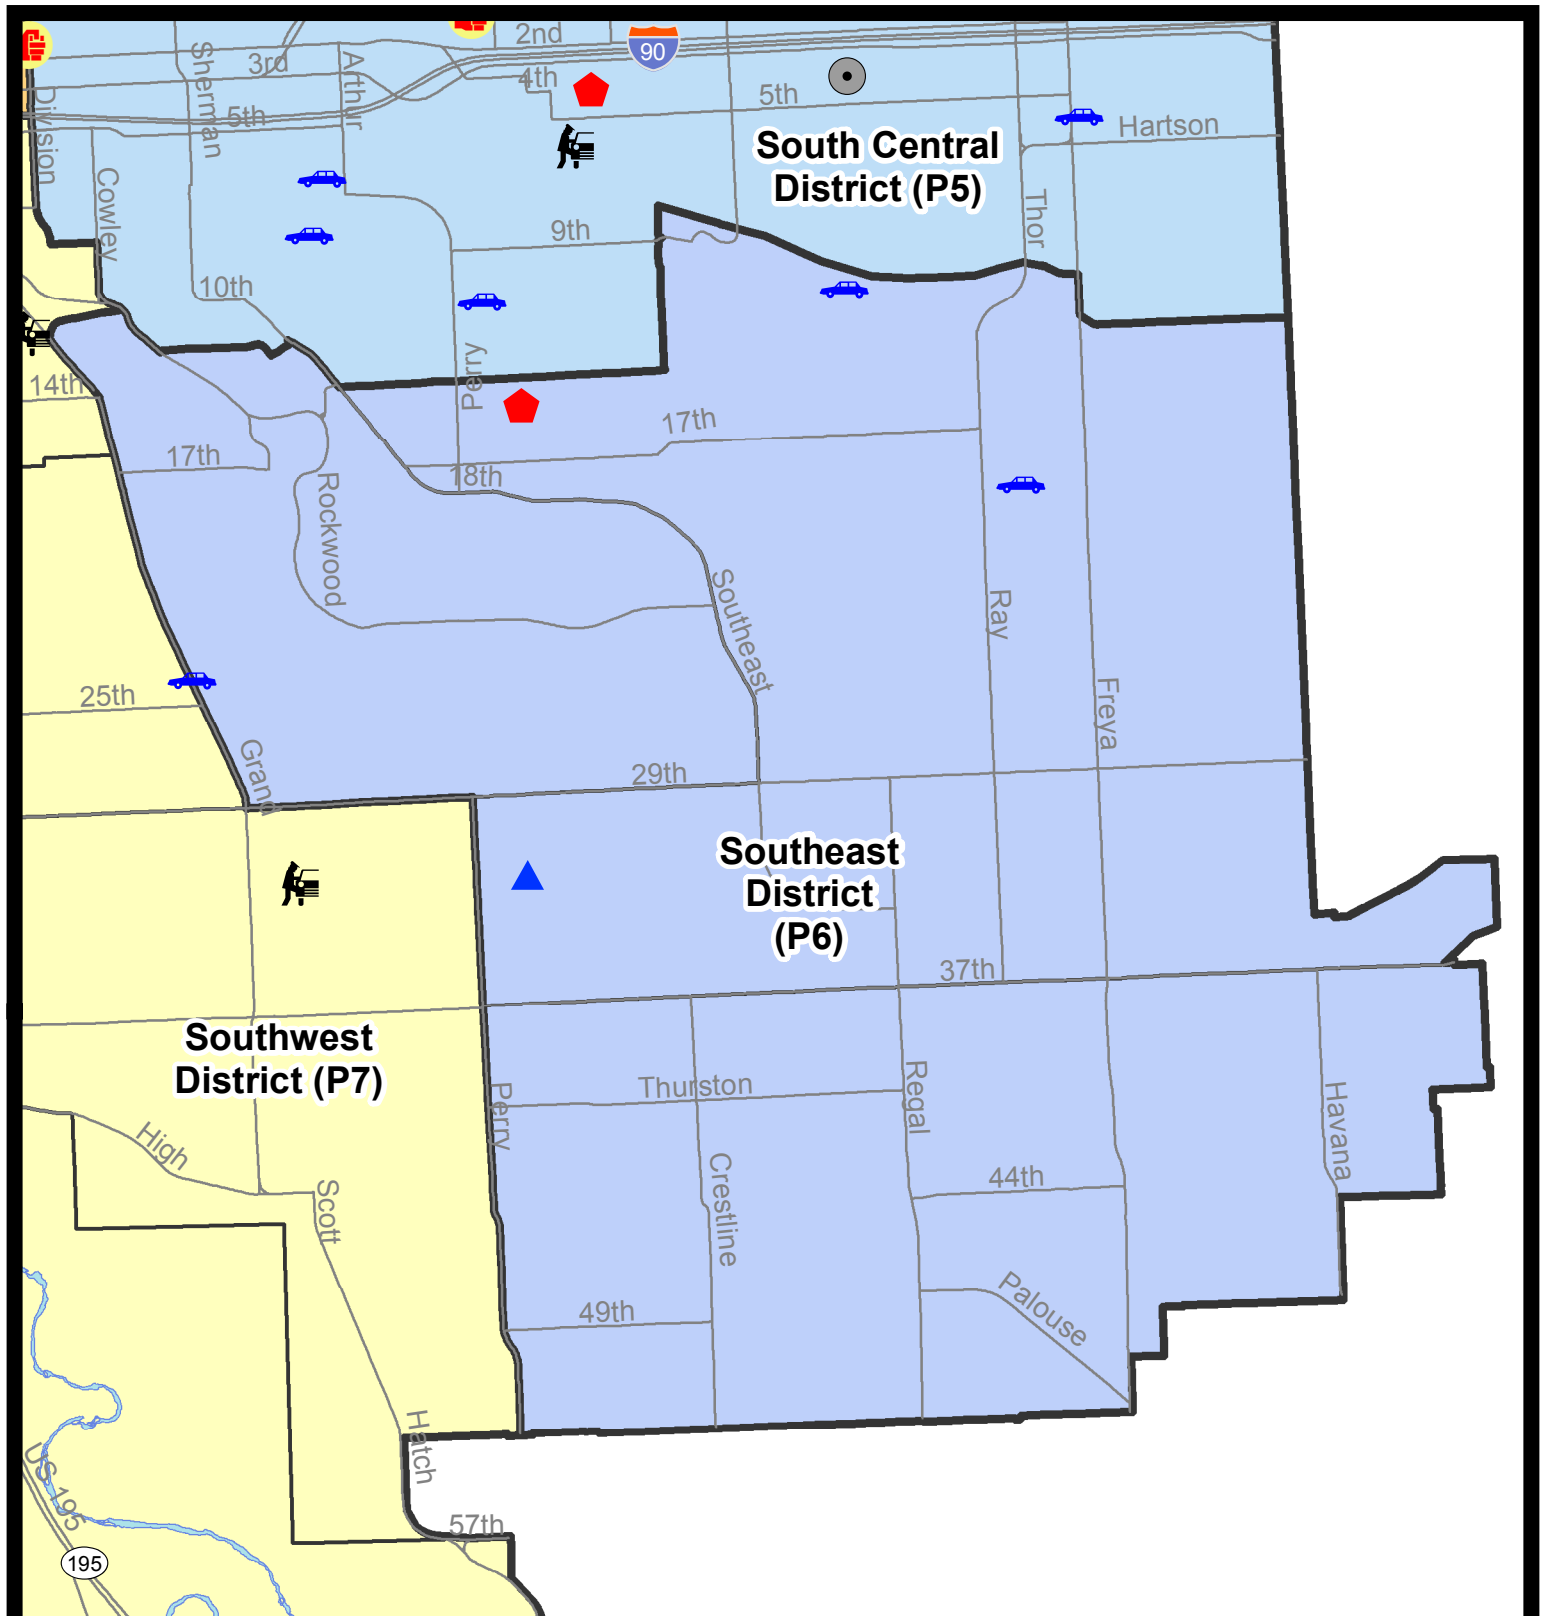 2nd
90
3rd
Sherman
Arthur
4th
5th
5th
Division
Hartson
South Central
District (P5)
Cowley
Thor
9th
10th
Perry
14th
17th
17th
18th
Rockwood
Southeast
Ray
25th
Freya
Grand
29th
Southeast
District
(P6)
37th
Southwest
District (P7)
Thurston
Perry
Regal
Havana
High
Crestline
44th
Scott
Palouse
49th
Hatch
US 195
57th
195